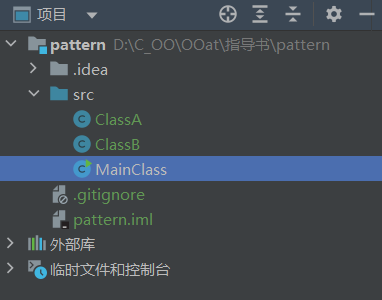 项目
pattern D:\C_OO\OOat\指导书\pattern
.idea
src
ClassA
ClassB
MainClass
.gitignore
pattern.iml
外部库
临时文件和控制台